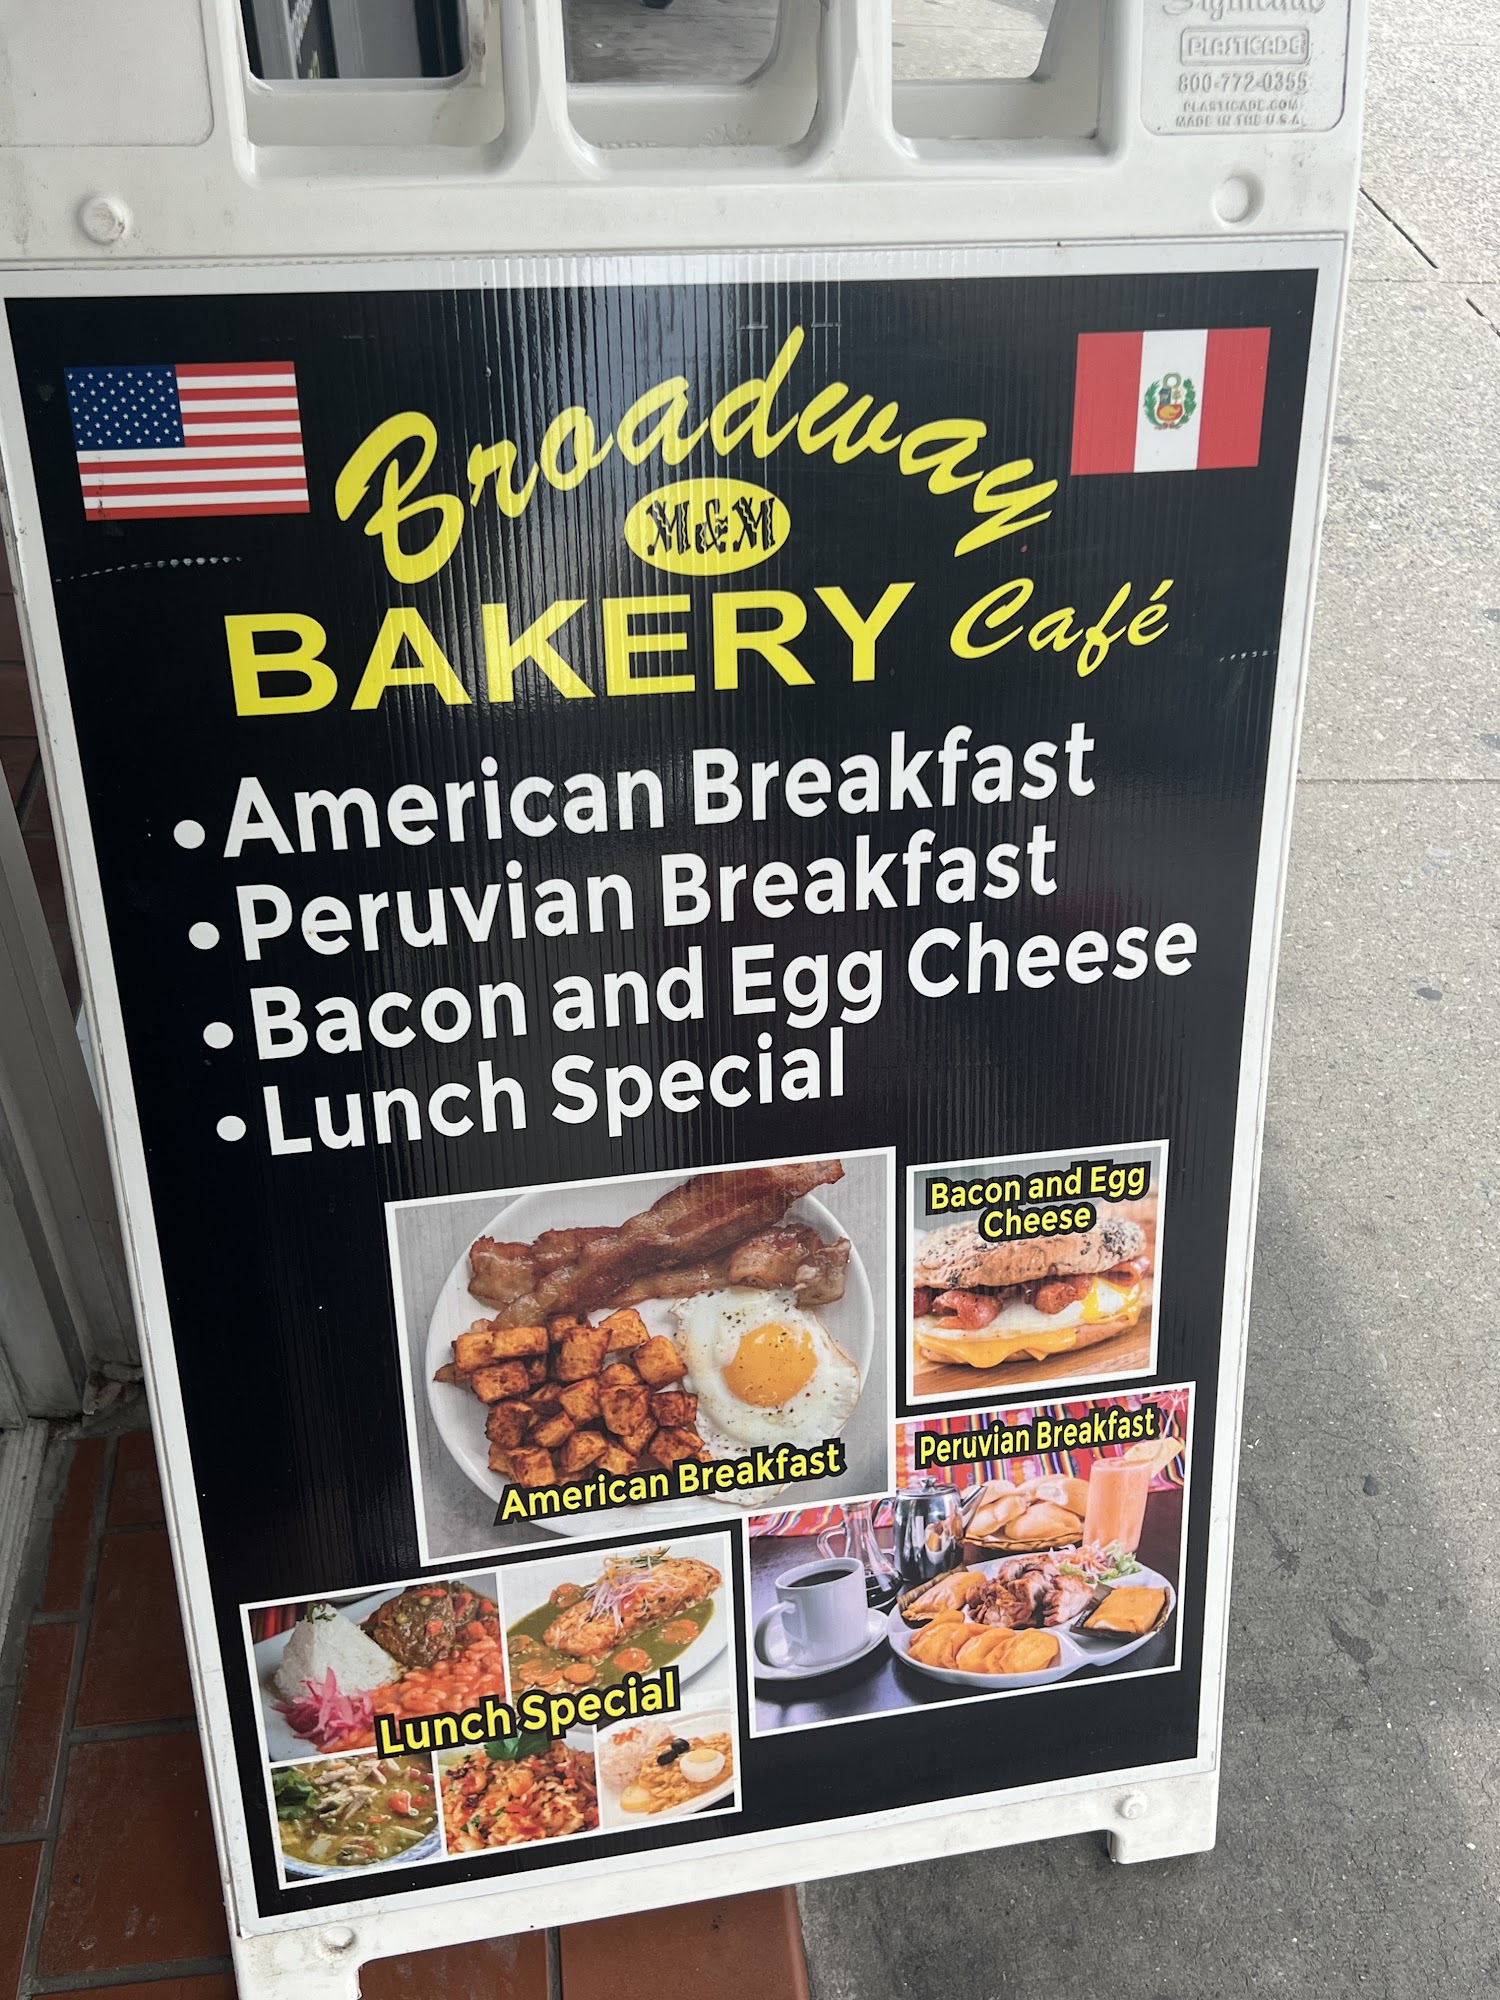 PLASTICADE
800-772-0355
PLASTICADE.COM
MADE IN THE U.S.A.
Broadway
M&M
BAKERY Café
• American Breakfast
• Peruvian Breakfast
• Bacon and Egg Cheese
• Lunch Special
Bacon and Egg
Cheese
American Breakfast
Peruvian Breakfast
Lunch Special